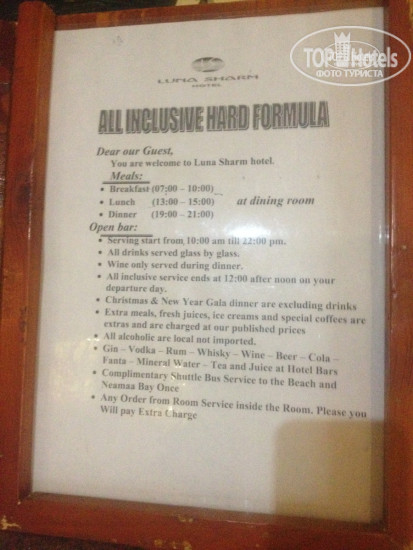 TOPHotels
ФОТО ТУРИСТА
LUNA SHARM
HOTEL
ALL INCLUSIVE HARD FORMULA
Dear our Guest,
You are welcome to Luna Sharm hotel.
Meals:
• Breakfast (07:00 – 10:00)
• Lunch (13:00 – 15:00) at dining room
• Dinner (19:00 – 21:00)
Open bar:
• Serving start from 10:00 am till 22:00 pm.
• All drinks served glass by glass.
• Wine only served during dinner.
• All inclusive service ends at 12:00 after noon on your
departure day.
• Christmas & New Year Gala dinner are excluding drinks
• Extra meals, fresh juices, ice creams and special coffees are
extras and are charged at our published prices
• All alcoholic are local not imported.
• Gin – Vodka – Rum – Whisky – Wine – Beer – Cola –
Fanta – Mineral Water – Tea and Juice at Hotel Bars
• Complimentary Shuttle Bus Service to the Beach and
Neamaa Bay Once
• Any Order from Room Service inside the Room, Please you
Will pay Extra Charge